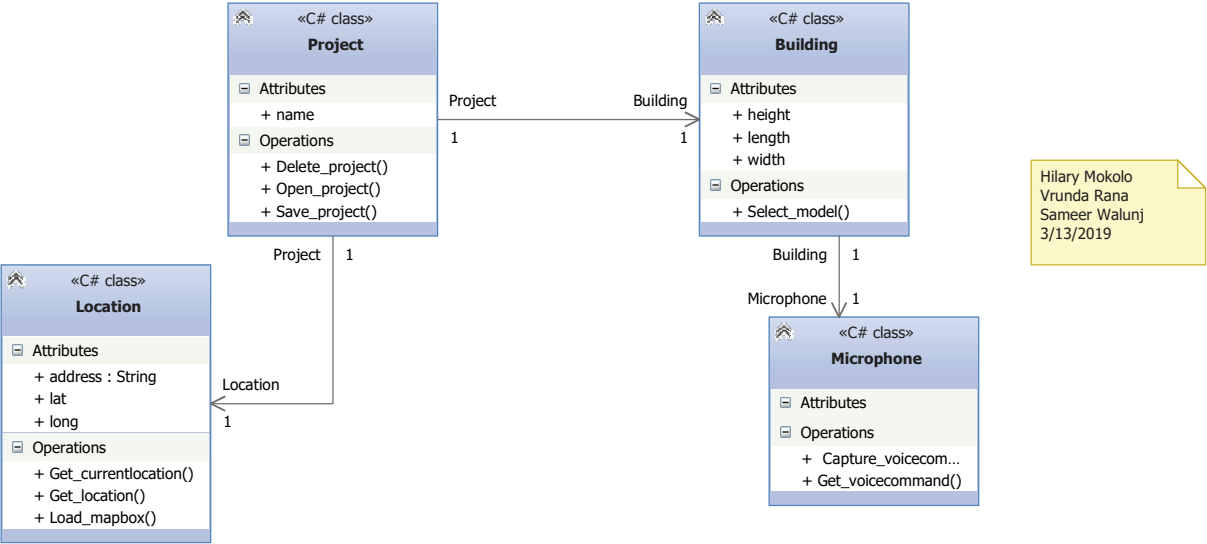 «C# class»
Project
Attributes
+ name
Operations
+ Delete_project()
+ Open_project()
+ Save_project()
Project
1
Building
1
«C# class»
Building
Attributes
+ height
+ length
+ width
Operations
+ Select_model()
Hilary Mokolo
Vrunda Rana
Sameer Walunj
3/13/2019
Project
1
Location
1
«C# class»
Location
Attributes
+ address : String
+ lat
+ long
Operations
+ Get_currentlocation()
+ Get_location()
+ Load_mapbox()
Building
1
Microphone
1
«C# class»
Microphone
Attributes
Operations
+ Capture_voicecom...
+ Get_voicecommand()